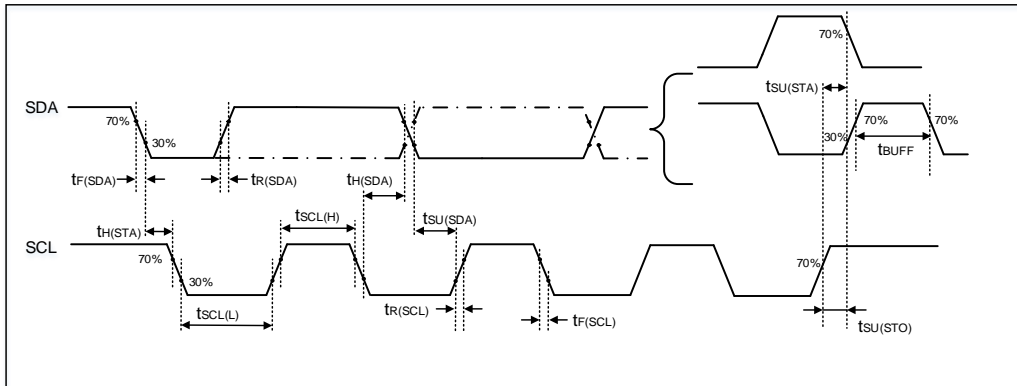 70%
tSU(STA)
SDA
70%
30%
30%
70%
70%
tBUFF
tF(SDA)
tR(SDA)
tH(SDA)
tH(STA)
tSCL(H)
tSU(SDA)
SCL
70%
30%
70%
tSCL(L)
tR(SCL)
tF(SCL)
tSU(STO)